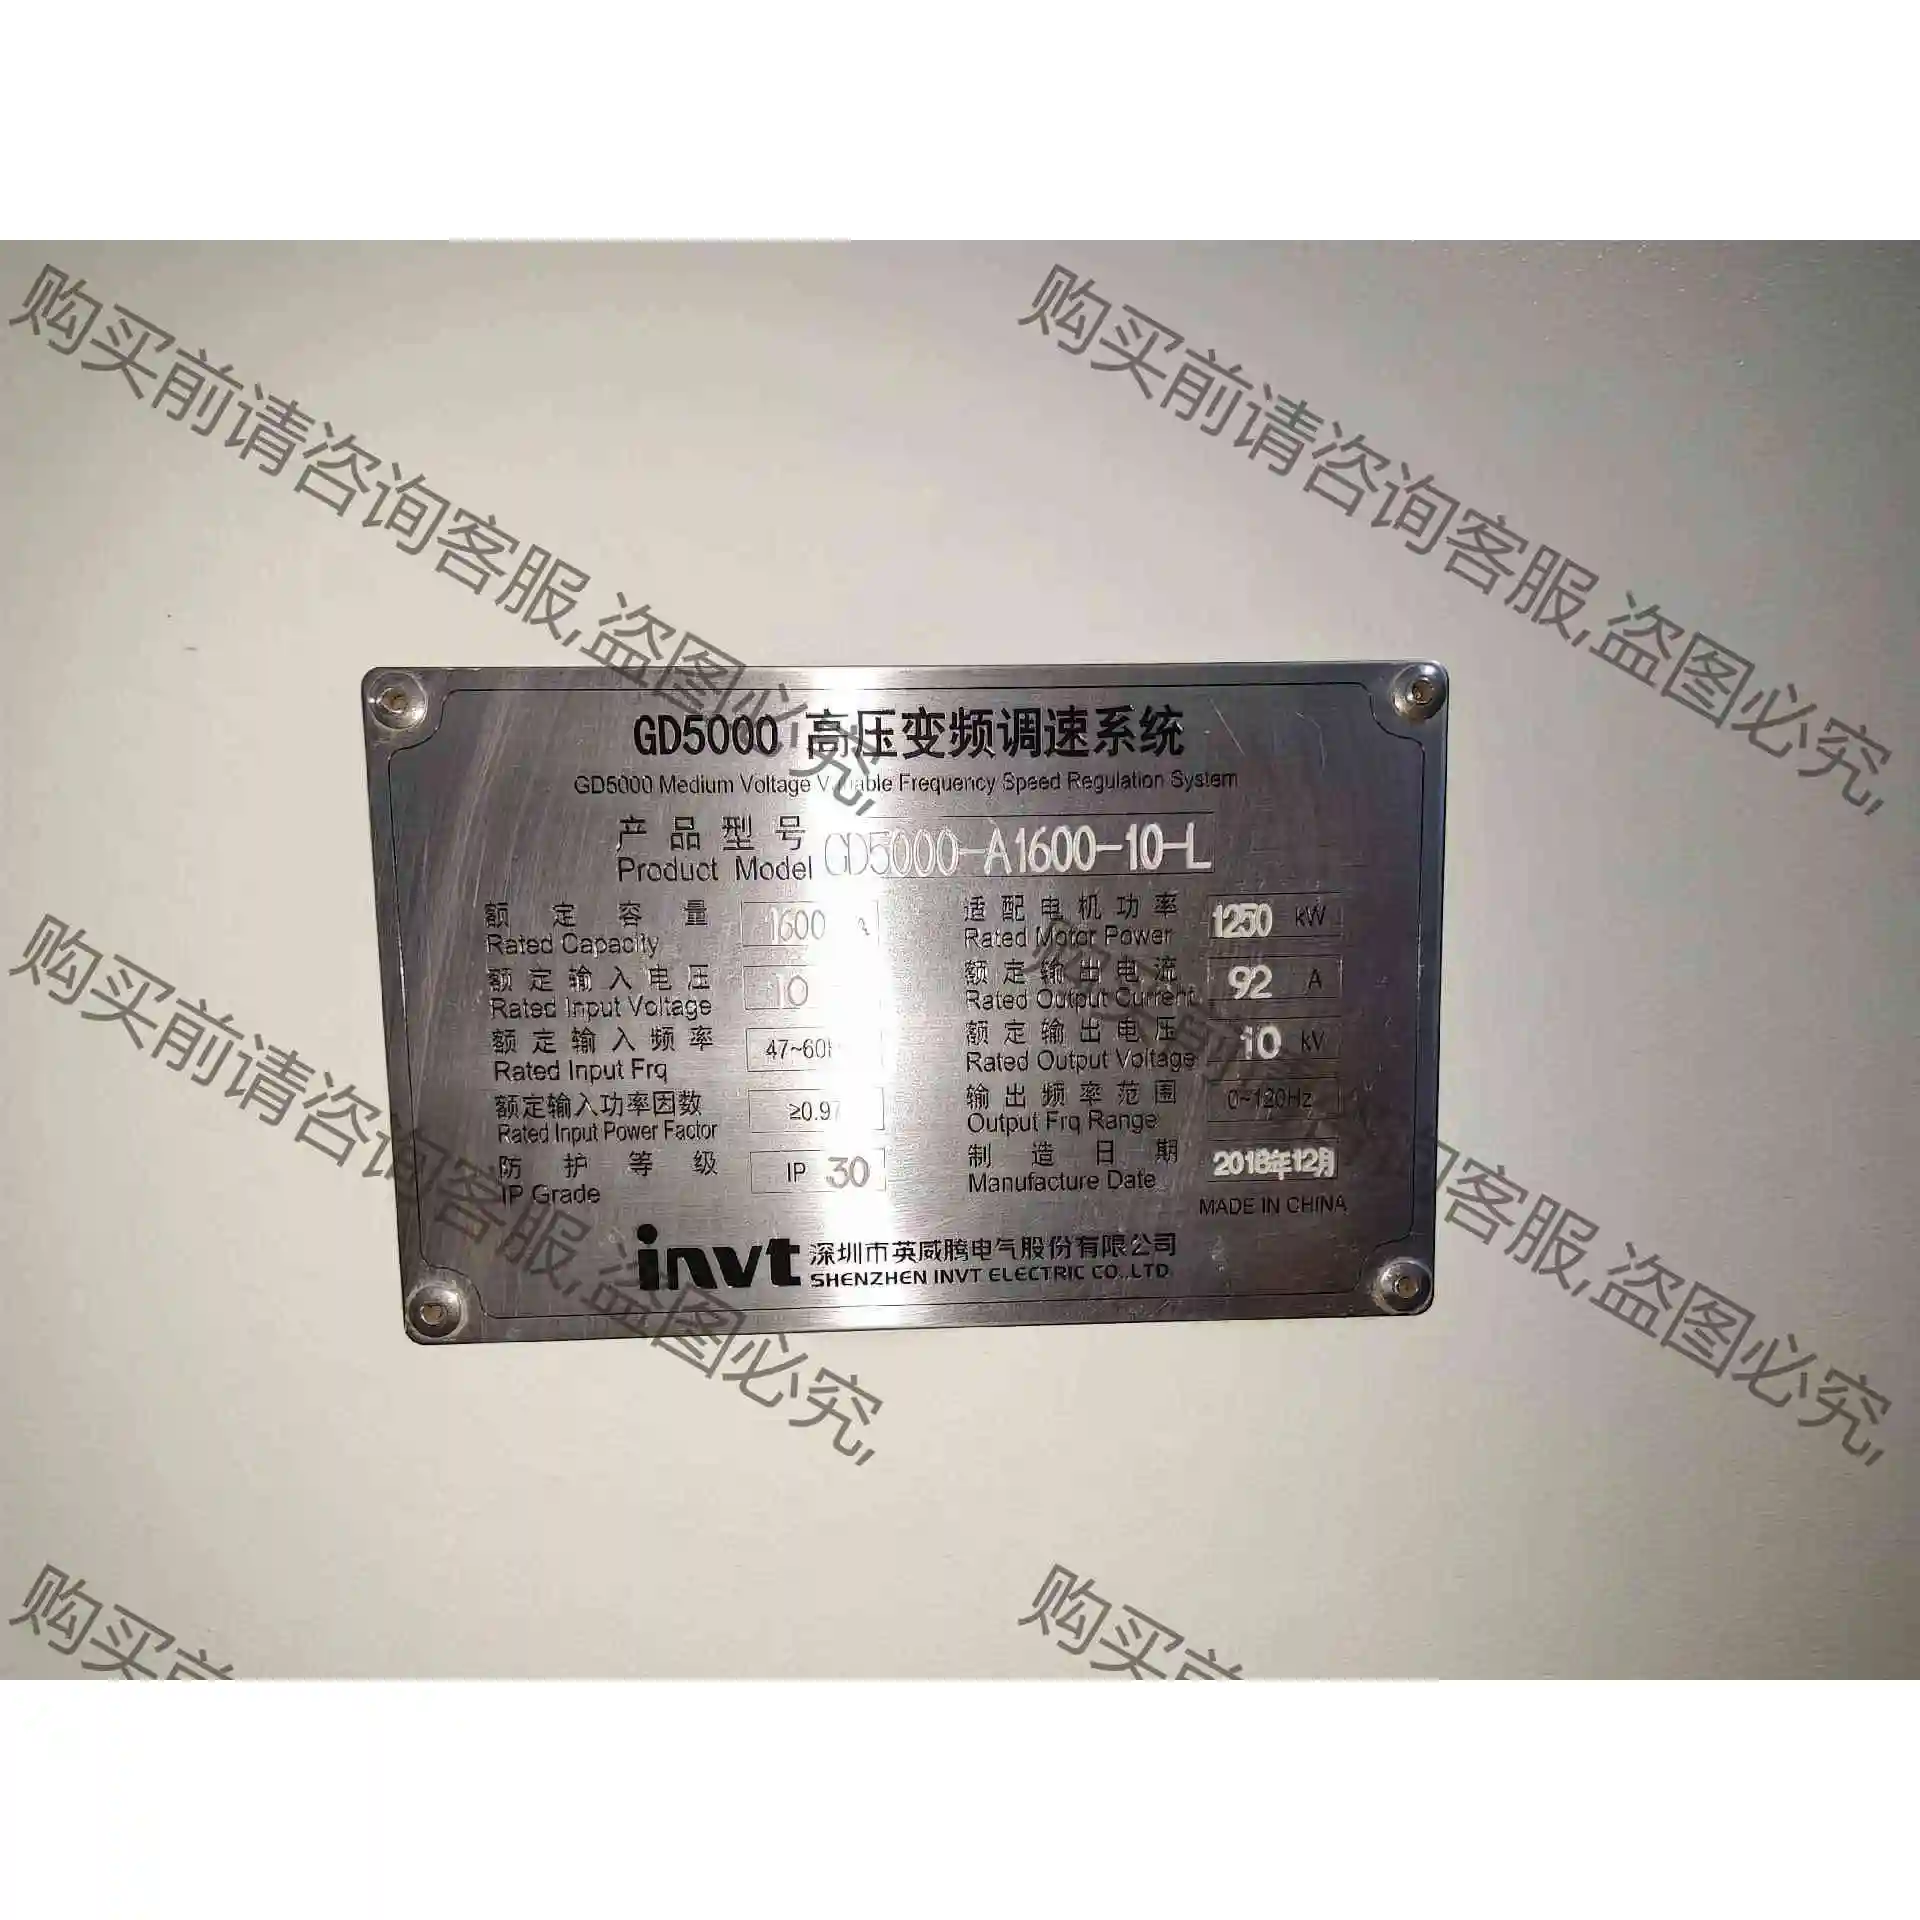 购买前请咨询客服,盗图必究,
购买前请咨询客服,盗图必究,
GD5000 高压变频调速系统
GD5000 Medium Voltage Variable Frequency Speed Regulation System
产品型号
Product Model GD5000-A1600-10-L
额定容量 1600
Rated Capacity
适配电机功率 1250 kW
Rated Motor Power
额定输入电压 10
Rated Input Voltage
额定输出电流 92 A
Rated Output Current
额定输入频率 47~60
Rated Input Frq
额定输出电压 10 kV
Rated Output Voltage
额定输入功率因数 ≥0.97
Rated Input Power Factor
输出频率范围 0~120Hz
Output Frq Range
防护等级 IP 30
IP Grade
制造日期 2018年12月
Manufacture Date
MADE IN CHINA
invt 深圳市英威腾电气股份有限公司
SHENZHEN INVT ELECTRIC CO.,LTD
购买前请咨询客服,盗图必究,
购买前请咨询客服,盗图必究,
购买前
购买前